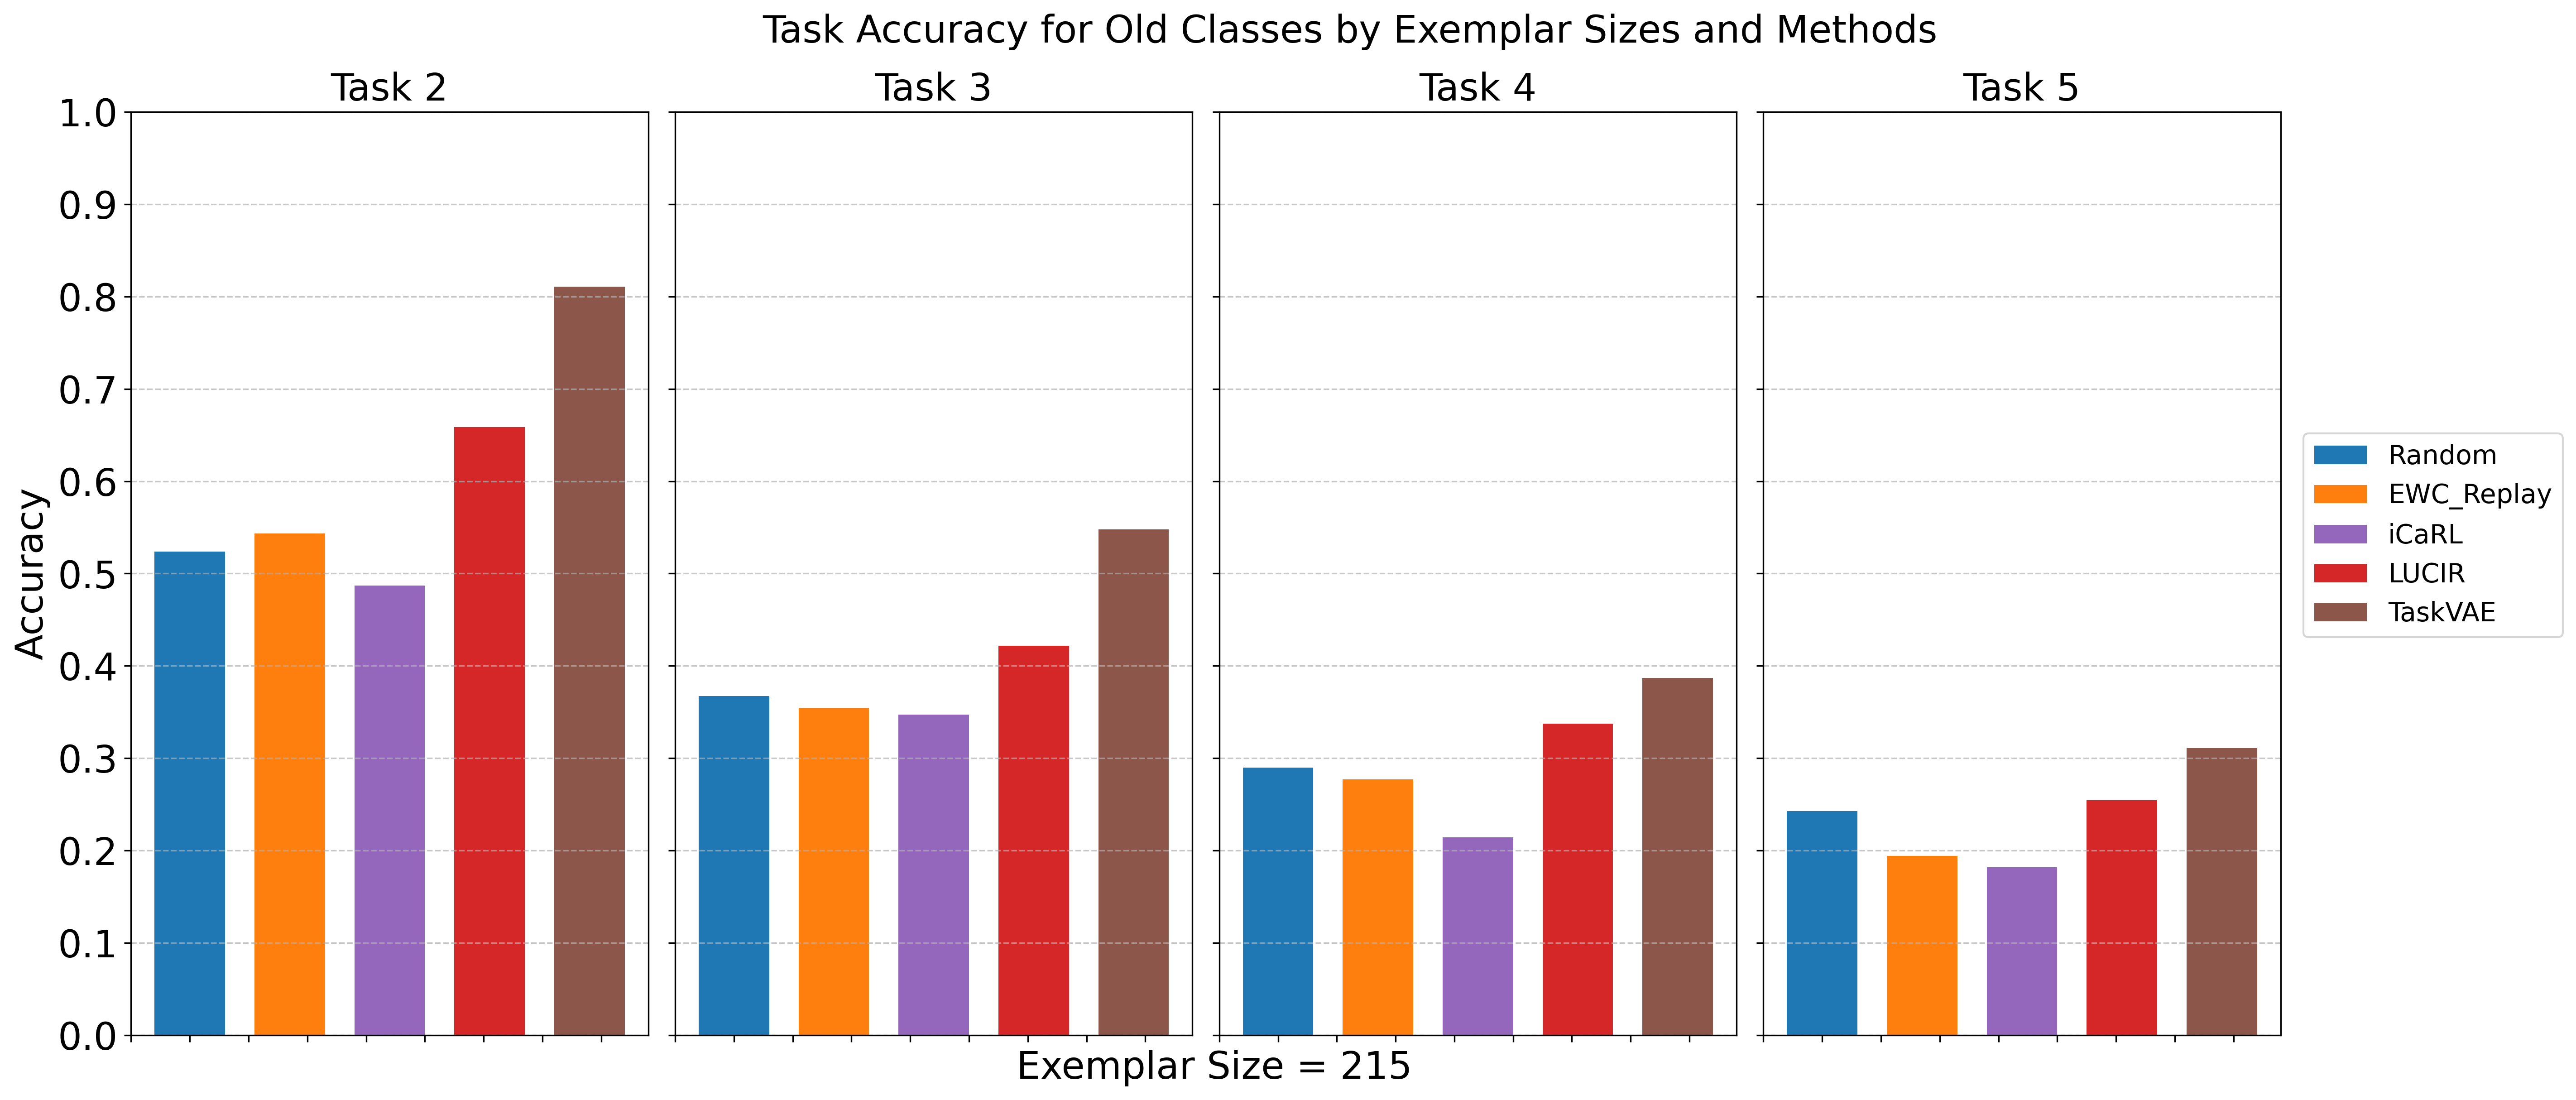 Task Accuracy for Old Classes by Exemplar Sizes and Methods
Task 2
Task 3
Task 4
Task 5
1.0
0.9
0.8
0.7
0.6
0.5
0.4
0.3
0.2
0.1
0.0
Accuracy
Exemplar Size = 215
Random
EWC_Replay
iCaRL
LUCIR
TaskVAE